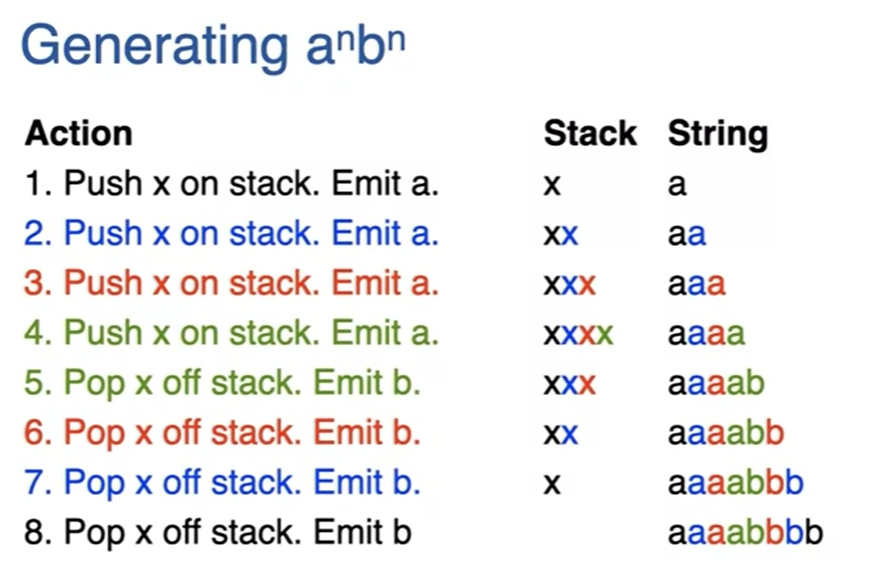 Generating aⁿbⁿ
Action Stack String
1. Push x on stack. Emit a. x a
2. Push x on stack. Emit a. xx aa
3. Push x on stack. Emit a. xxx aaa
4. Push x on stack. Emit a. xxxx aaaa
5. Pop x off stack. Emit b. xxx aaaab
6. Pop x off stack. Emit b. xx aaaabb
7. Pop x off stack. Emit b. x aaaabbb
8. Pop x off stack. Emit b aaaabbbb